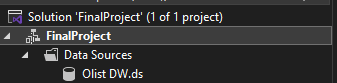 Solution 'FinalProject' (1 of 1 project)
FinalProject
Data Sources
Olist DW.ds